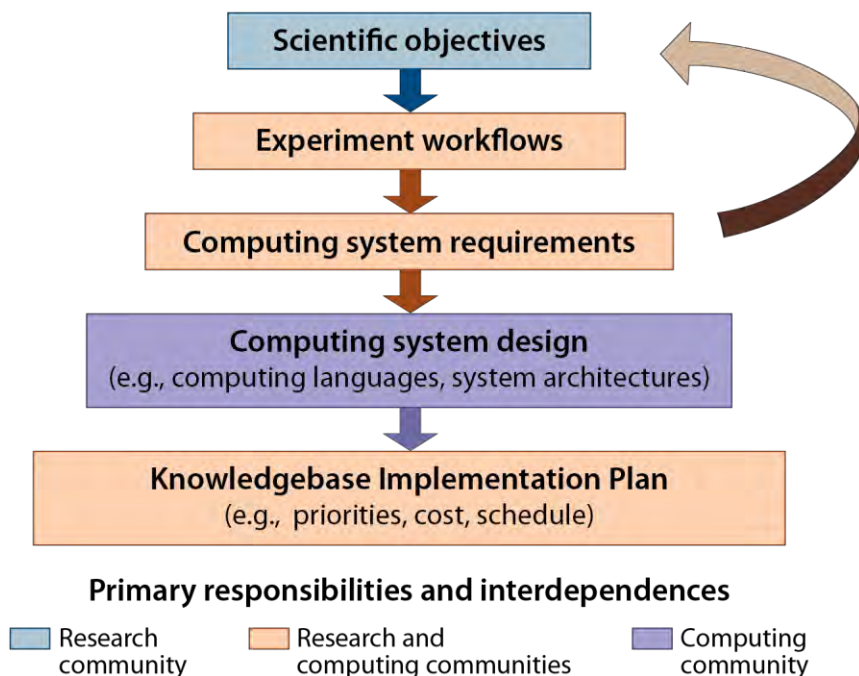 Scientific objectives
Experiment workflows
Computing system requirements
Computing system design
(e.g., computing languages, system architectures)
Knowledgebase Implementation Plan
(e.g.,  priorities, cost, schedule)
Primary responsibilities and interdependences
Research
community
Research and
computing communities
Computing
community